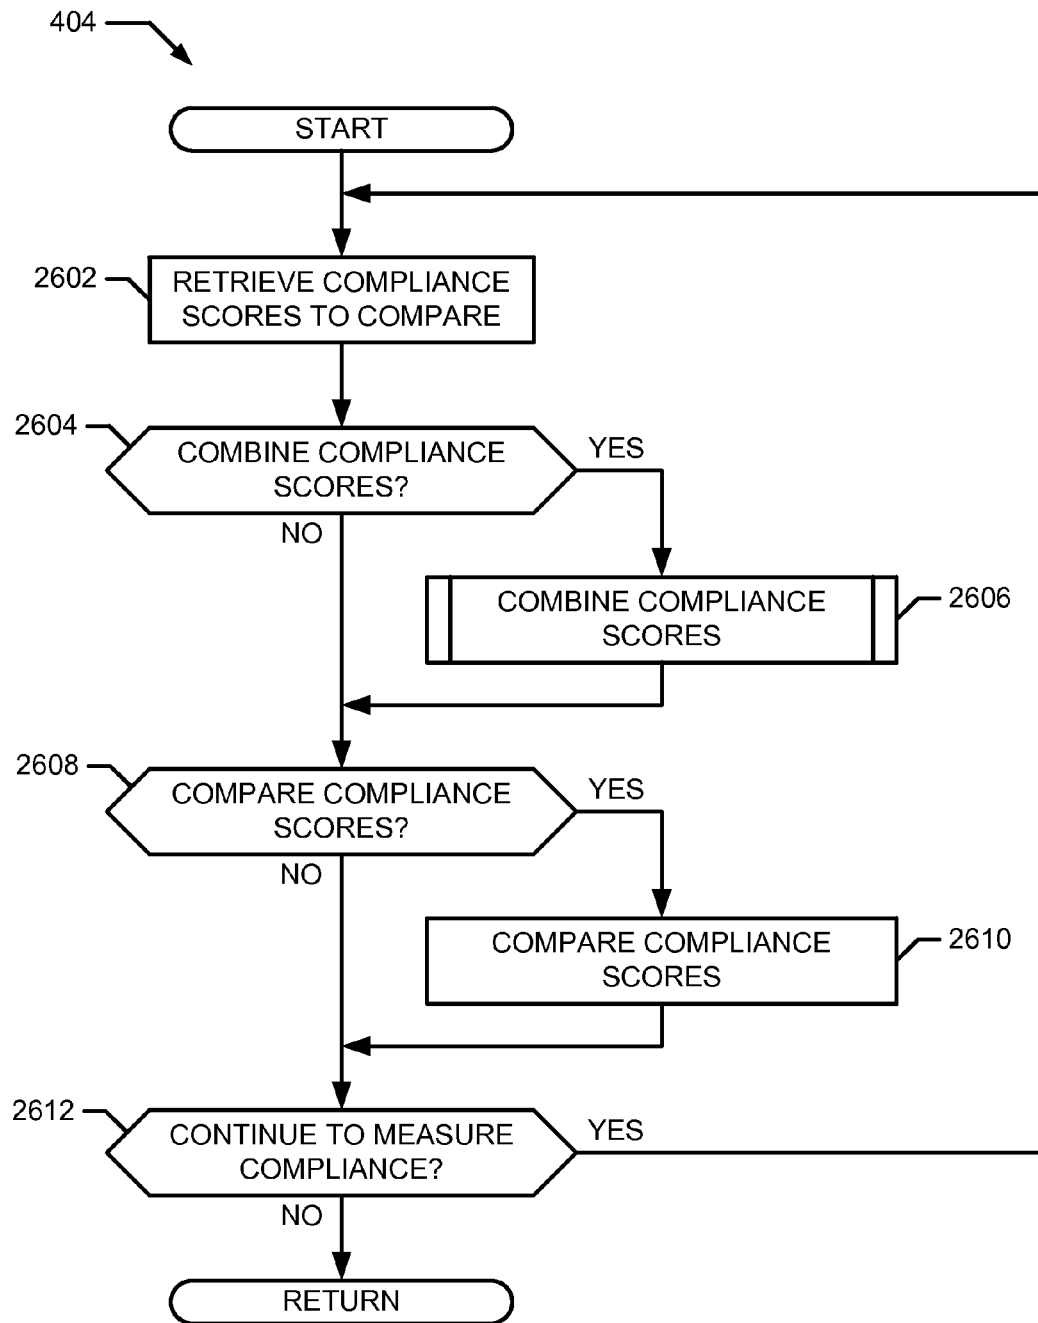 404
START
2602
RETRIEVE COMPLIANCE
SCORES TO COMPARE
2604
COMBINE COMPLIANCE
SCORES?
YES
NO
COMBINE COMPLIANCE
SCORES
2606
2608
COMPARE COMPLIANCE
SCORES?
YES
NO
COMPARE COMPLIANCE
SCORES
2610
2612
CONTINUE TO MEASURE
COMPLIANCE?
YES
NO
RETURN